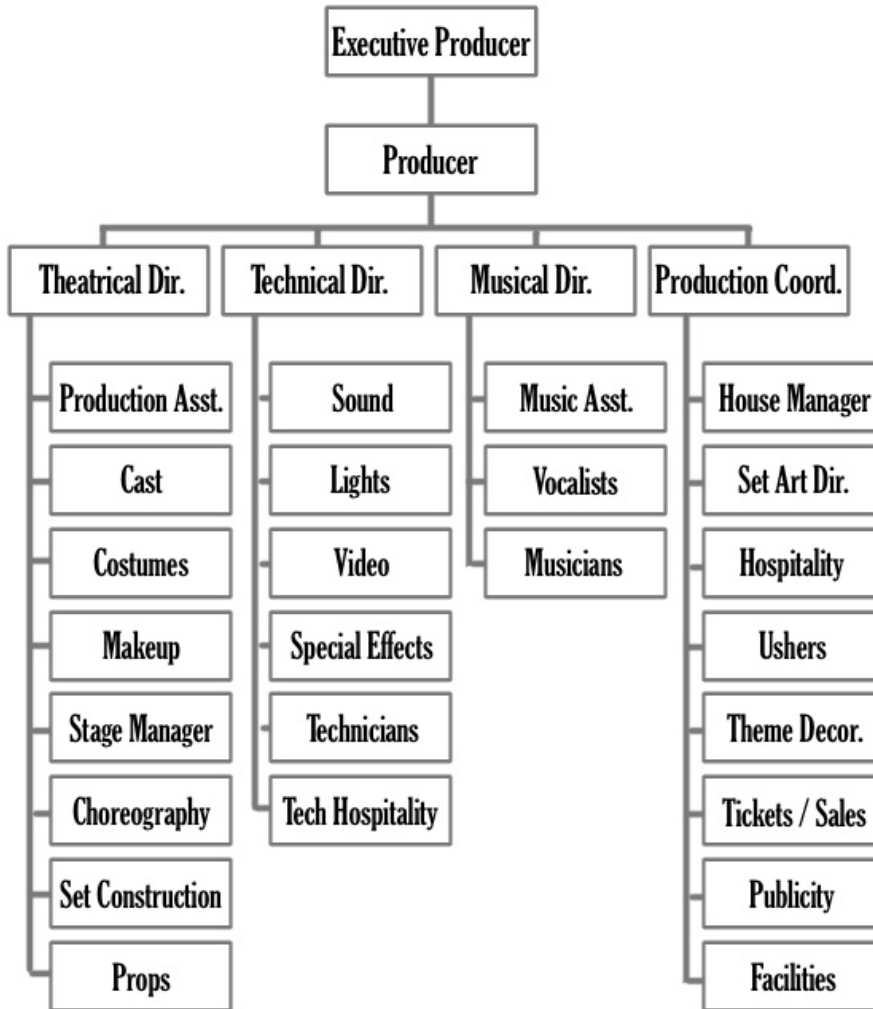 Executive Producer
Producer
Theatrical Dir.
Technical Dir.
Musical Dir.
Production Coord.
Production Asst.
Cast
Costumes
Makeup
Stage Manager
Choreography
Set Construction
Props
Sound
Lights
Video
Special Effects
Technicians
Tech Hospitality
Music Asst.
Vocalists
Musicians
House Manager
Set Art Dir.
Hospitality
Ushers
Theme Decor.
Tickets / Sales
Publicity
Facilities